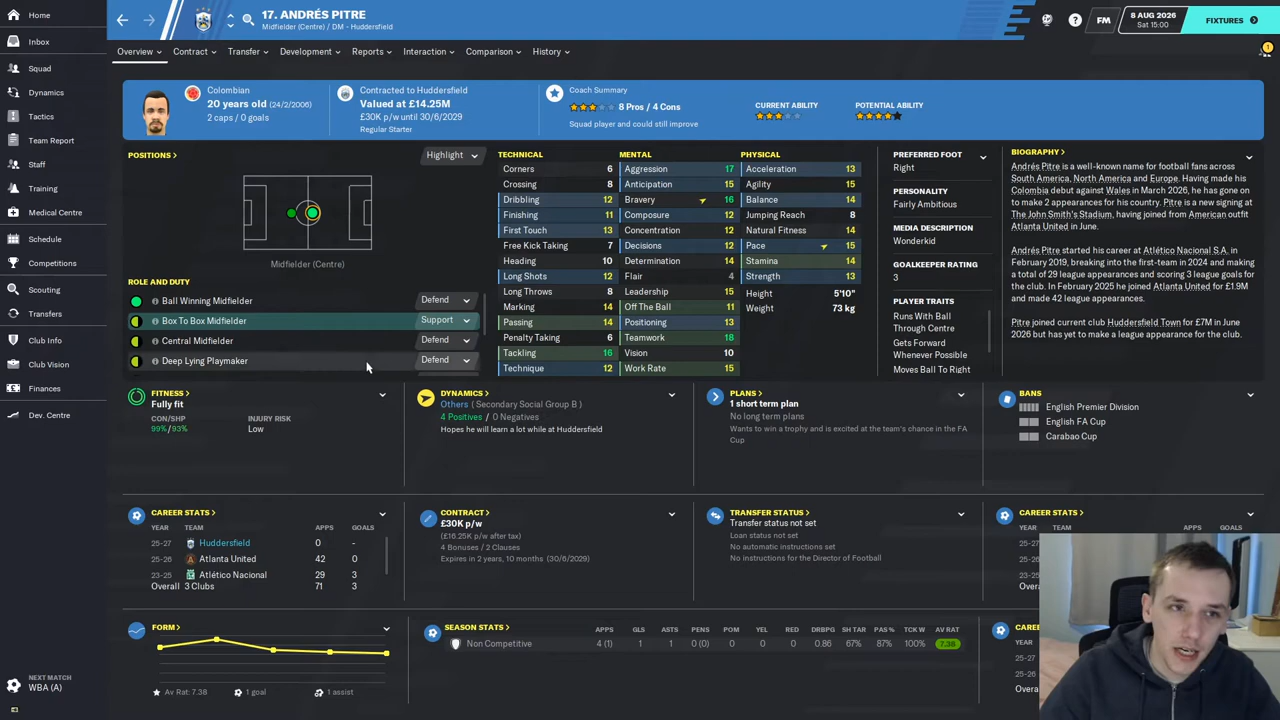 Home
Inbox
Squad
Dynamics
Tactics
Team Report
Staff
Training
Medical Centre
Schedule
Competitions
Scouting
Transfers
Club Info
Club Vision
Finances
Dev. Centre
NEXT MATCH
WBA (A)
17. ANDRÉS PITRE
Midfielder (Centre) / DM - Huddersfield
FM
8 AUG 2026
Sat 15:00
FIXTURES
Overview
Contract
Transfer
Development
Reports
Interaction
Comparison
History
1
Colombian
20 years old (24/2/2006)
2 caps / 0 goals
Contracted to Huddersfield
Valued at £14.25M
£30K p/w until 30/6/2029
Regular Starter
Coach Summary
8 Pros / 4 Cons
Squad player and could still improve
CURRENT ABILITY
POTENTIAL ABILITY
POSITIONS
Highlight
Midfielder (Centre)
ROLE AND DUTY
Ball Winning Midfielder Defend
Box To Box Midfielder Support
Central Midfielder Defend
Deep Lying Playmaker Defend
TECHNICAL
Corners 6
Crossing 8
Dribbling 12
Finishing 11
First Touch 13
Free Kick Taking 7
Heading 10
Long Shots 12
Long Throws 8
Marking 14
Passing 14
Penalty Taking 6
Tackling 16
Technique 12
MENTAL
Aggression 17
Anticipation 15
Bravery 16
Composure 12
Concentration 12
Decisions 12
Determination 14
Flair 4
Leadership 15
Off The Ball 11
Positioning 13
Teamwork 18
Vision 10
Work Rate 15
PHYSICAL
Acceleration 13
Agility 15
Balance 14
Jumping Reach 8
Natural Fitness 14
Pace 15
Stamina 14
Strength 13
Height 5'10"
Weight 73 kg
PREFERRED FOOT
Right
PERSONALITY
Fairly Ambitious
MEDIA DESCRIPTION
Wonderkid
GOALKEEPER RATING
3
PLAYER TRAITS
Runs With Ball
Through Centre
Gets Forward
Whenever Possible
Moves Ball To Right
BIOGRAPHY
Andrés Pitre is a well-known name for football fans across
South America, North America and Europe. Having made his
Colombia debut against Wales in March 2026, he has gone on
to make 2 appearances for his country. Pitre is a new signing at
The John Smith's Stadium, having joined from American outfit
Atlanta United in June.
Andrés Pitre started his career at Atlético Nacional S.A. in
February 2019, breaking into the first-team in 2024 and making
a total of 29 league appearances and scoring 3 league goals for
the club. In February 2025 he joined Atlanta United for £1.9M
and made 42 league appearances.
Pitre joined current club Huddersfield Town for £7M in June
2026 but has yet to make a league appearance for the club.
FITNESS
Fully fit
CON/SHP
99%/93%
INJURY RISK
Low
DYNAMICS
Others ( Secondary Social Group B )
4 Positives / 0 Negatives
Hopes he will learn a lot while at Huddersfield
PLANS
1 short term plan
No long term plans
Wants to win a trophy and is excited at the team's chance in the FA
Cup
BANS
English Premier Division
English FA Cup
Carabao Cup
CAREER STATS
YEAR TEAM APPS GOALS
25-27 Huddersfield 0 -
25-26 Atlanta United 42 0
23-25 Atlético Nacional 29 3
Overall 3 Clubs 71 3
CONTRACT
£30K p/w
(£16.25K p/w after tax)
4 Bonuses / 2 Clauses
Expires in 2 years, 10 months (30/6/2029)
TRANSFER STATUS
Transfer status not set
Loan status not set
No automatic instructions set
No instructions for the Director of Football
CAREER STATS
YEAR TEAM APPS GOALS
FORM
Av Rat: 7.38
1 goal
1 assist
SEASON STATS
APPS GLS ASTS PENS POM YEL RED DRBPG SH TAR PAS % TCK W AV RAT
Non Competitive 4 (1) 1 1 0 (0) 0 0 0 0.86 67% 87% 100% 7.38
YEAR
25-27
25-26
Overa